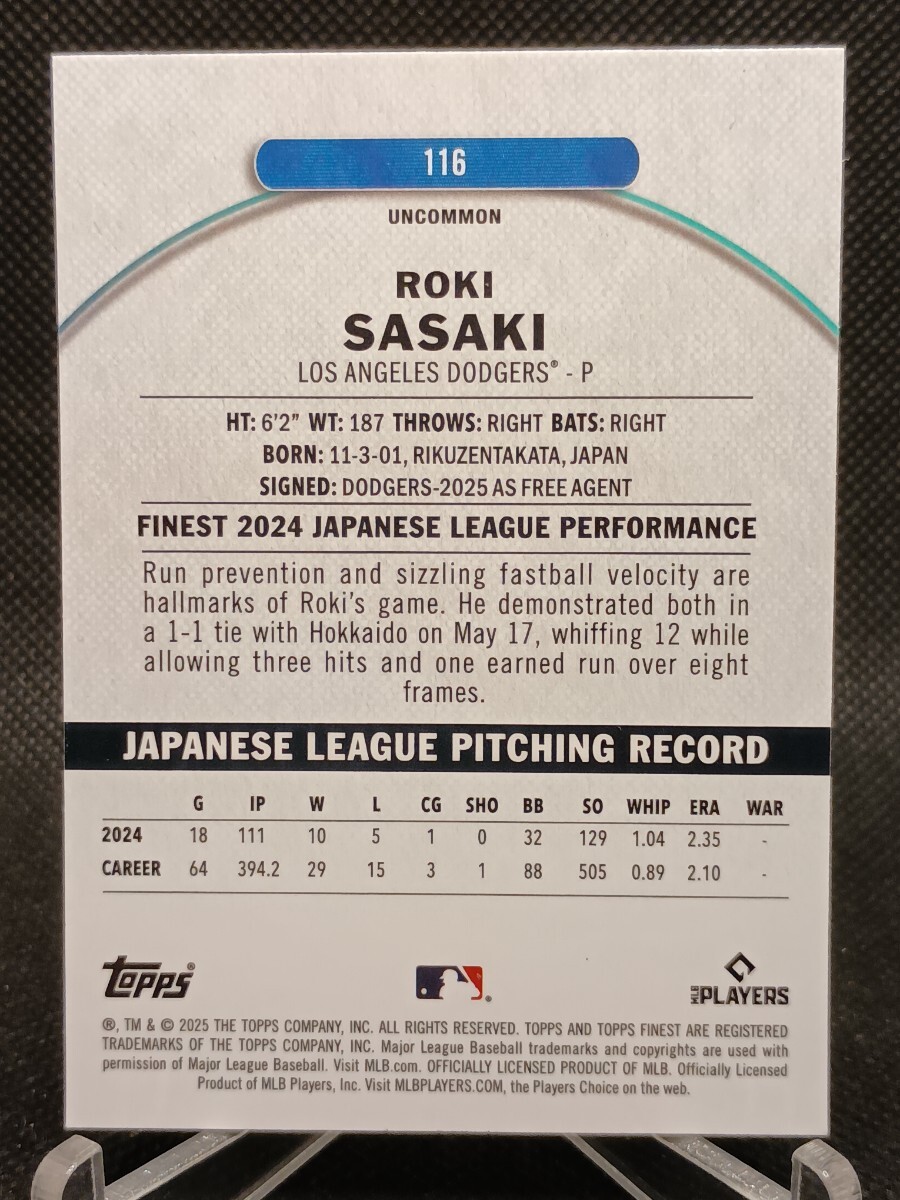 116
UNCOMMON
ROKI
SASAKI
LOS ANGELES DODGERS® - P
HT: 6'2" WT: 187 THROWS: RIGHT BATS: RIGHT
BORN: 11-3-01, RIKUZENTAKATA, JAPAN
SIGNED: DODGERS-2025 AS FREE AGENT
FINEST 2024 JAPANESE LEAGUE PERFORMANCE
Run prevention and sizzling fastball velocity are
hallmarks of Roki's game. He demonstrated both in
a 1-1 tie with Hokkaido on May 17, whiffing 12 while
allowing three hits and one earned run over eight
frames.
JAPANESE LEAGUE PITCHING RECORD
G IP W L CG SHO BB SO WHIP ERA WAR
2024 18 111 10 5 1 0 32 129 1.04 2.35 -
CAREER 64 394.2 29 15 3 1 88 505 0.89 2.10 -
TOPPS®
®
MLB PLAYERS
®, TM & © 2025 THE TOPPS COMPANY, INC. ALL RIGHTS RESERVED. TOPPS AND TOPPS FINEST ARE REGISTERED
TRADEMARKS OF THE TOPPS COMPANY, INC. Major League Baseball trademarks and copyrights are used with
permission of Major League Baseball. Visit MLB.com. OFFICIALLY LICENSED PRODUCT OF MLB. Officially Licensed
Product of MLB Players, Inc. Visit MLBPLAYERS.COM, the Players Choice on the web.